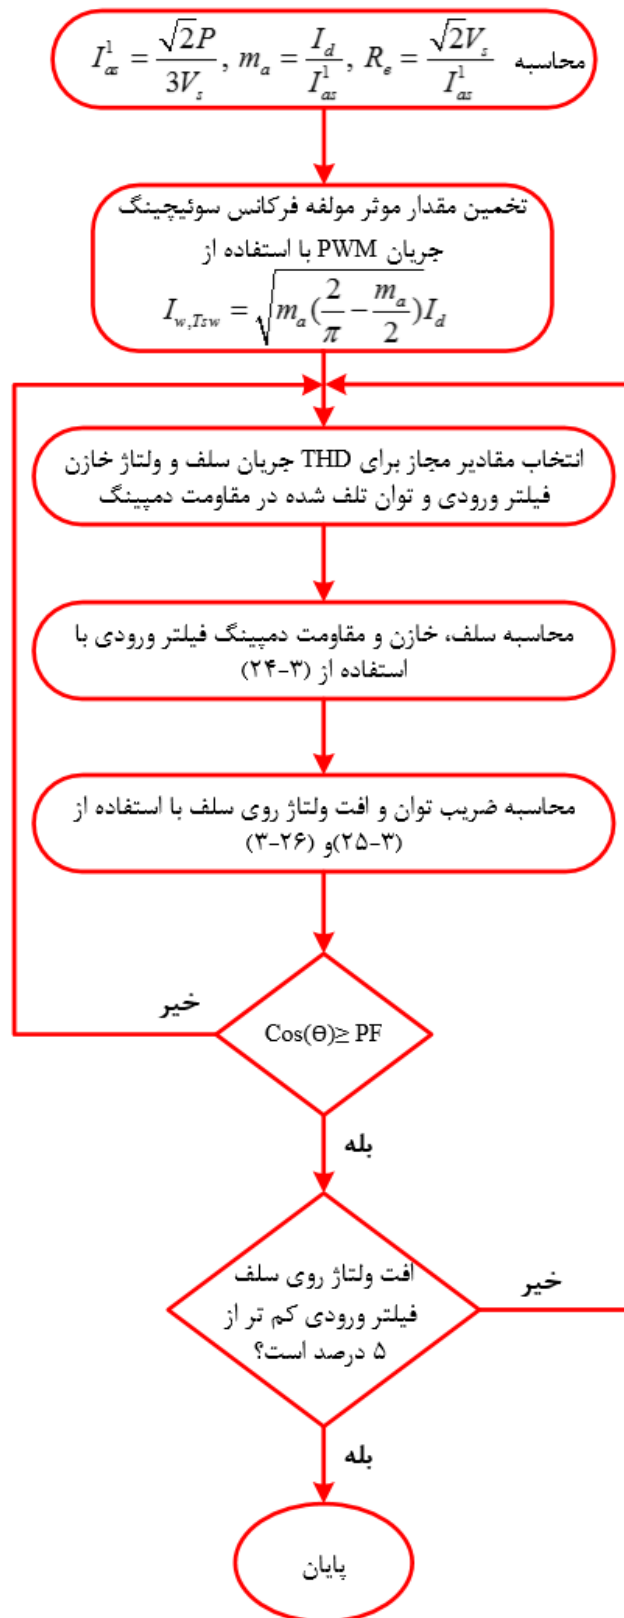 محاسبه $I_{as}^{1} = \frac{\sqrt{2}P}{3V_s}, m_a = \frac{I_d}{I_{as}^{1}}, R_e = \frac{\sqrt{2}V_s}{I_{as}^{1}}$
تخمین مقدار موثر مولفه فرکانس سوئیچینگ
جریان PWM با استفاده از
$I_{w,Tsw} = \sqrt{m_a(\frac{2}{\pi} - \frac{m_a}{2})}I_d$
انتخاب مقادیر مجاز برای THD جریان سلف و ولتاژ خازن
فیلتر ورودی و توان تلف شده در مقاومت دمپینگ
محاسبه سلف، خازن و مقاومت دمپینگ فیلتر ورودی با
استفاده از (۳-۲۴)
محاسبه ضریب توان و افت ولتاژ روی سلف با استفاده از
(۳-۲۵)و (۳-۲۶)
خیر
Cos(Ө)≥ PF
بله
افت ولتاژ روی سلف
فیلتر ورودی کم تر از
۵ درصد است؟
خیر
بله
پایان